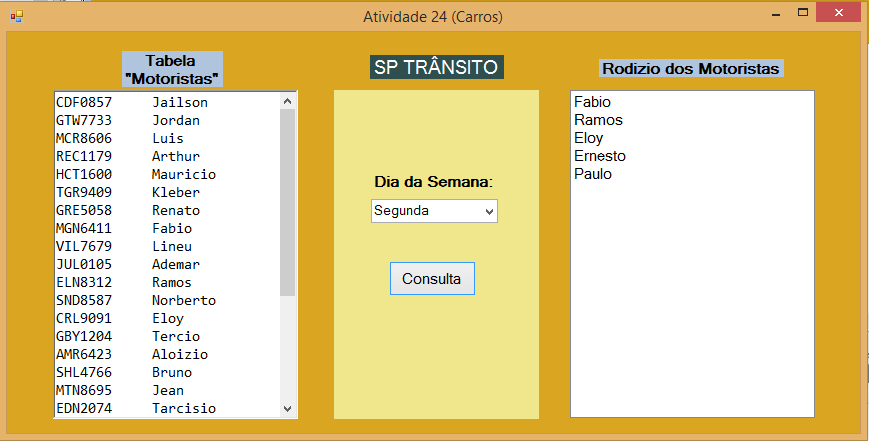 Atividade 24 (Carros)
Tabela
"Motoristas"
CDF0857 Jailson
GTW7733 Jordan
MCR8606 Luis
REC1179 Arthur
HCT1600 Mauricio
TGR9409 Kleber
GRE5058 Renato
MGN6411 Fabio
VIL7679 Lineu
JUL0105 Ademar
ELN8312 Ramos
SND8587 Norberto
CRL9091 Eloy
GBY1204 Tercio
AMR6423 Aloizio
SHL4766 Bruno
MTN8695 Jean
EDN2074 Tarcisio
SP TRÂNSITO
Dia da Semana:
Segunda
Consulta
Rodizio dos Motoristas
Fabio
Ramos
Eloy
Ernesto
Paulo